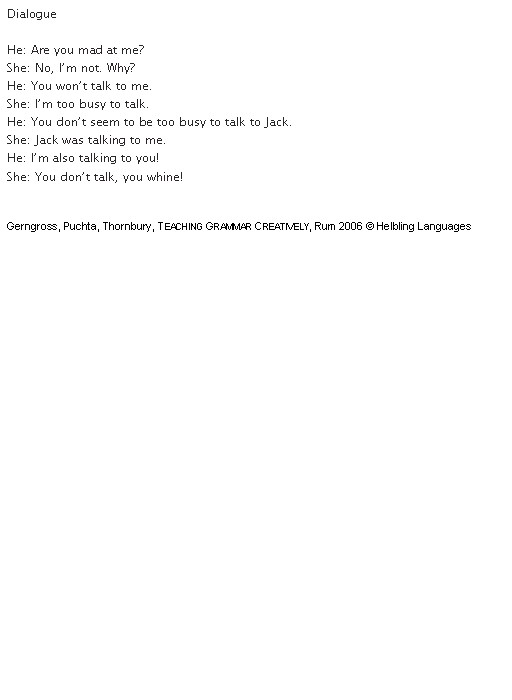 Dialogue
He: Are you mad at me?
She: No, I'm not. Why?
He: You won't talk to me.
She: I'm too busy to talk.
He: You don't seem to be too busy to talk to Jack.
She: Jack was talking to me.
He: I'm also talking to you!
She: You don't talk, you whine!
Gerngross, Puchta, Thornbury, TEACHING GRAMMAR CREATIVELY, Rum 2006 © Helbling Languages